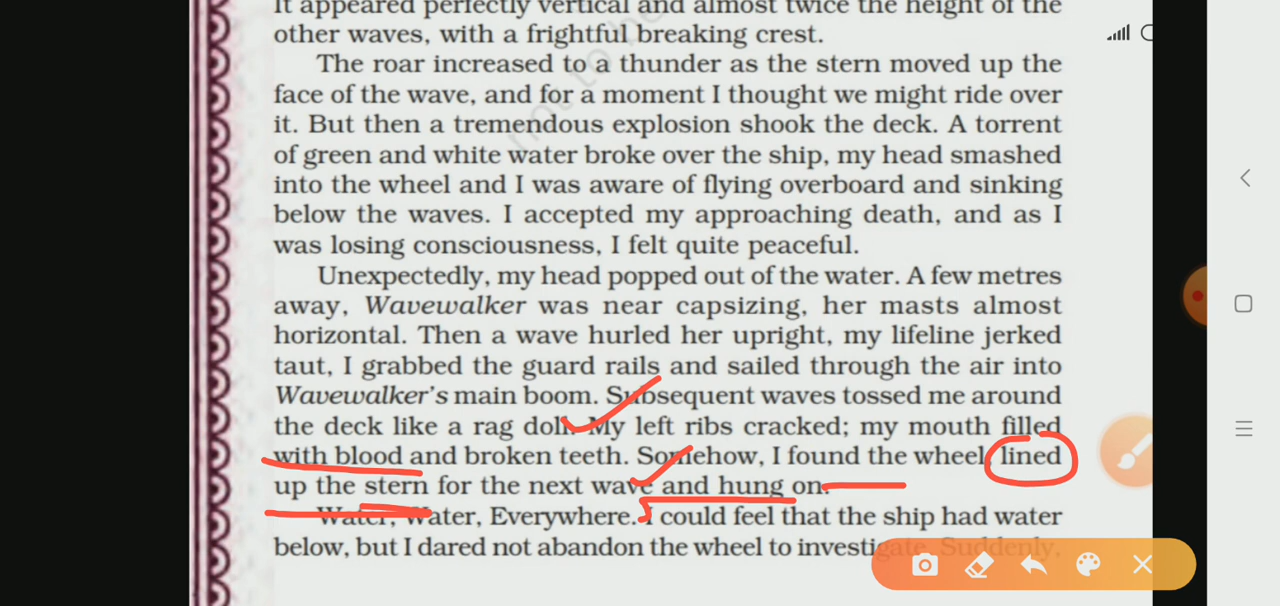 It appeared perfectly vertical and almost twice the height of the
other waves, with a frightful breaking crest.
The roar increased to a thunder as the stern moved up the
face of the wave, and for a moment I thought we might ride over
it. But then a tremendous explosion shook the deck. A torrent
of green and white water broke over the ship, my head smashed
into the wheel and I was aware of flying overboard and sinking
below the waves. I accepted my approaching death, and as I
was losing consciousness, I felt quite peaceful.
Unexpectedly, my head popped out of the water. A few metres
away, Wavewalker was near capsizing, her masts almost
horizontal. Then a wave hurled her upright, my lifeline jerked
taut, I grabbed the guard rails and sailed through the air into
Wavewalker's main boom. Subsequent waves tossed me around
the deck like a rag doll. My left ribs cracked; my mouth filled
with blood and broken teeth. Somehow, I found the wheel, lined
up the stern for the next wave and hung on.
Water, Water, Everywhere. I could feel that the ship had water
below, but I dared not abandon the wheel to investigate. Suddenly,
not to be